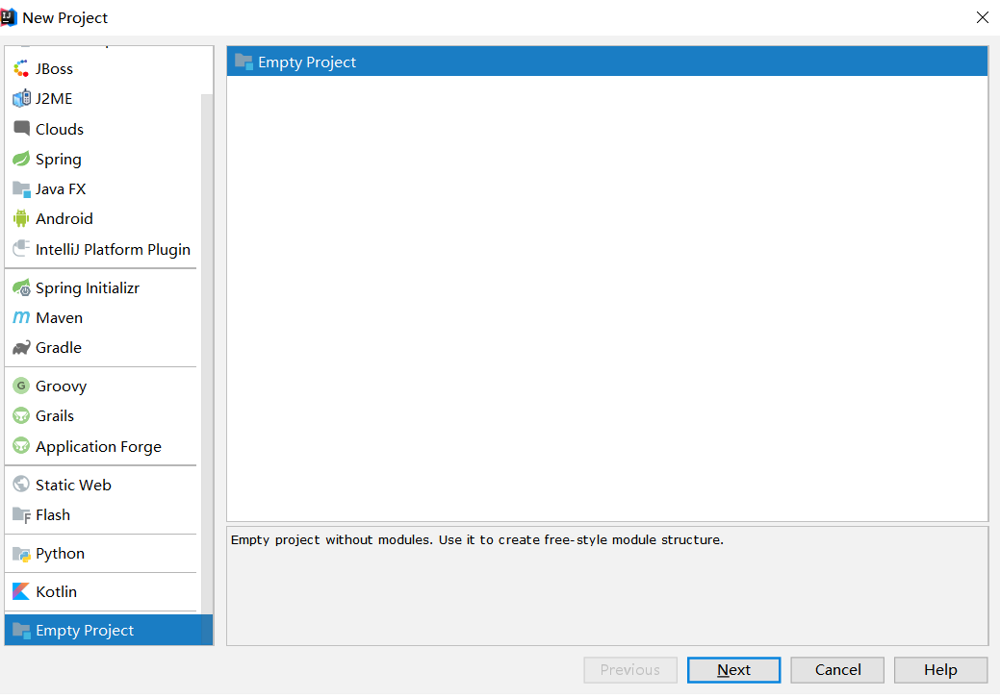 New Project
JBoss
J2ME
Clouds
Spring
Java FX
Android
IntelliJ Platform Plugin
Spring Initializr
Maven
Gradle
Groovy
Grails
Application Forge
Static Web
Flash
Python
Kotlin
Empty Project
Empty Project
Empty project without modules. Use it to create free-style module structure.
Previous
Next
Cancel
Help